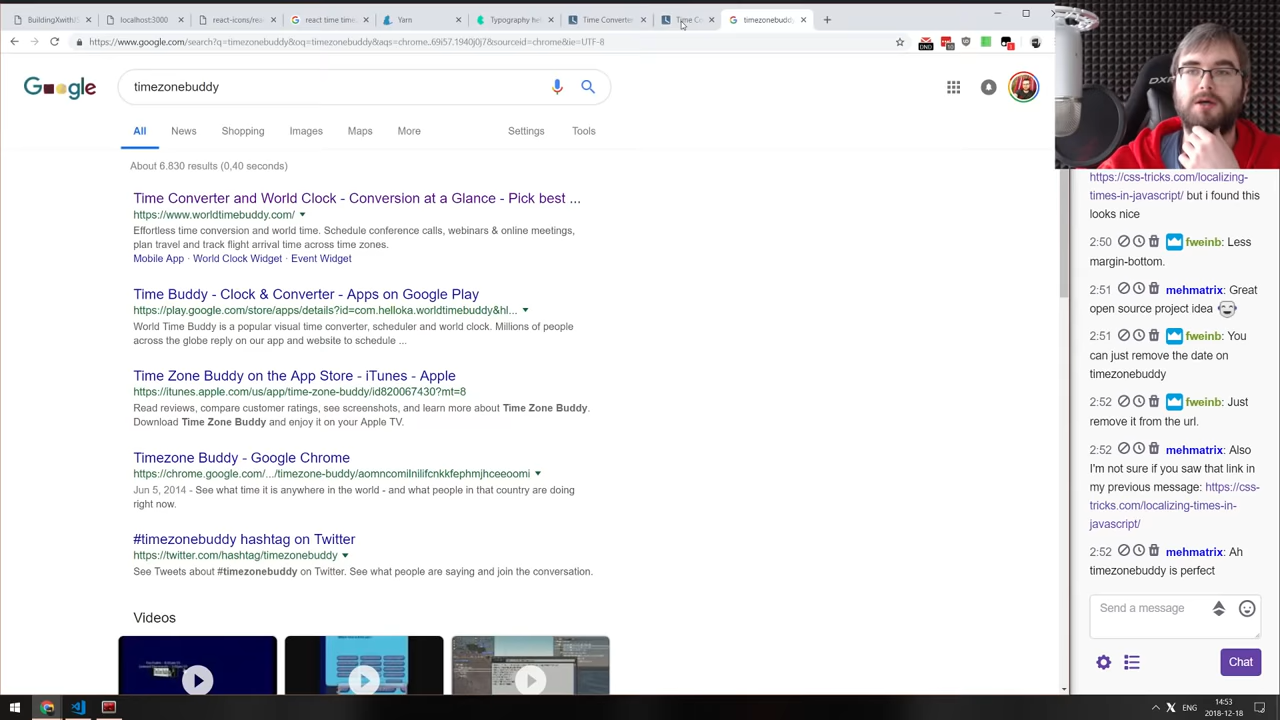 BuildingWithJS
localhost:3000
react-icons/rea
react time time
Yarn
Typography hel
Time Converter
Time Co
timezonebuddy
https://www.google.com/search?q=timezonebuddy&oq=timezonebuddy&aqs=chrome..69i57.1940j0j7&sourceid=chrome&ie=UTF-8
DND
10
1
Google
timezonebuddy
All
News
Shopping
Images
Maps
More
Settings
Tools
About 6.830 results (0,40 seconds)
Time Converter and World Clock - Conversion at a Glance - Pick best ...
https://www.worldtimebuddy.com/
Effortless time conversion and world time. Schedule conference calls, webinars & online meetings,
plan travel and track flight arrival time across time zones.
Mobile App · World Clock Widget · Event Widget
Time Buddy - Clock & Converter - Apps on Google Play
https://play.google.com/store/apps/details?id=com.helloka.worldtimebuddy&hl...
World Time Buddy is a popular visual time converter, scheduler and world clock. Millions of people
across the globe reply on our app and website to schedule ...
Time Zone Buddy on the App Store - iTunes - Apple
https://itunes.apple.com/us/app/time-zone-buddy/id820067430?mt=8
Read reviews, compare customer ratings, see screenshots, and learn more about Time Zone Buddy.
Download Time Zone Buddy and enjoy it on your Apple TV.
Timezone Buddy - Google Chrome
https://chrome.google.com/.../timezone-buddy/aomncomilnilifcnkkfephmjhceeoomi
Jun 5, 2014 - See what time it is anywhere in the world - and what people in that country are doing
right now.
#timezonebuddy hashtag on Twitter
https://twitter.com/hashtag/timezonebuddy
See Tweets about #timezonebuddy on Twitter. See what people are saying and join the conversation.
Videos
https://css-tricks.com/localizing-
times-in-javascript/ but i found this
looks nice
2:50 fweinb: Less
margin-bottom.
2:51 mehmatrix: Great
open source project idea
2:51 fweinb: You
can just remove the date on
timezonebuddy
2:52 fweinb: Just
remove it from the url.
2:52 mehmatrix: Also
I'm not sure if you saw that link in
my previous message: https://css-
tricks.com/localizing-times-in-
javascript/
2:52 mehmatrix: Ah
timezonebuddy is perfect
Send a message
Chat
ENG
14:53
2018-12-18